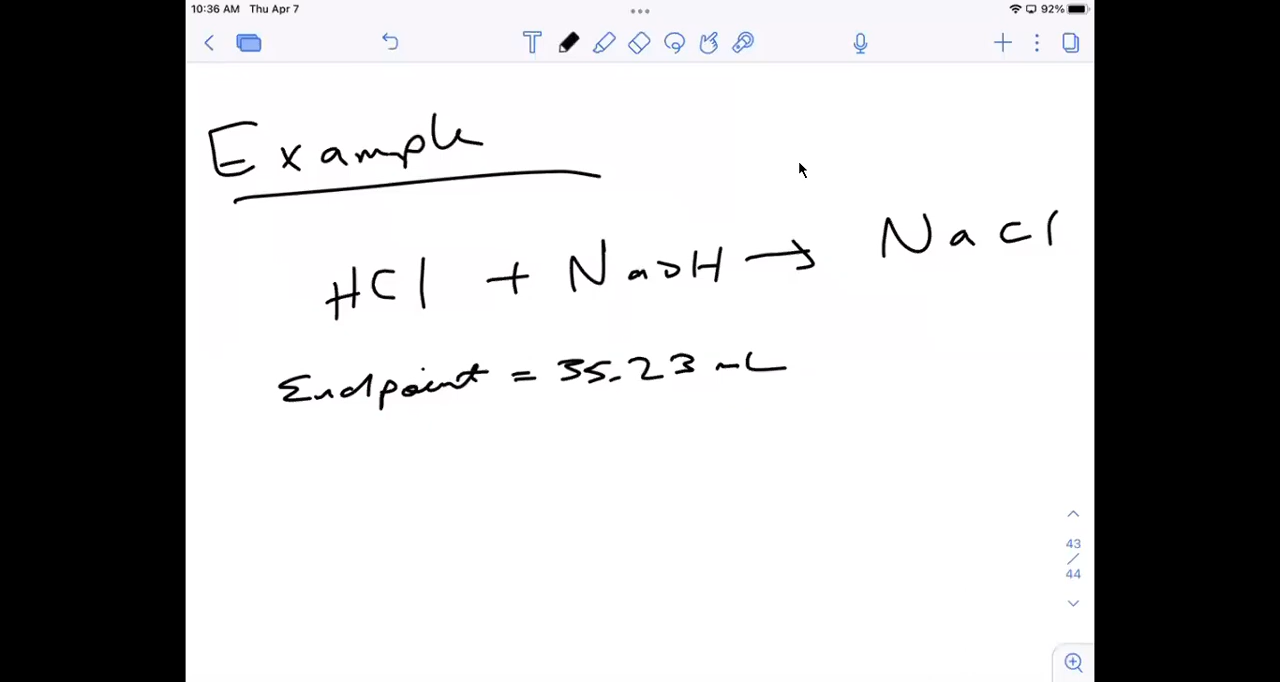 10:36 AM Thu Apr 7
92%
T
Example
HCl + NaOH → NaCl
Endpoint = 35.23 mL
43
/
44